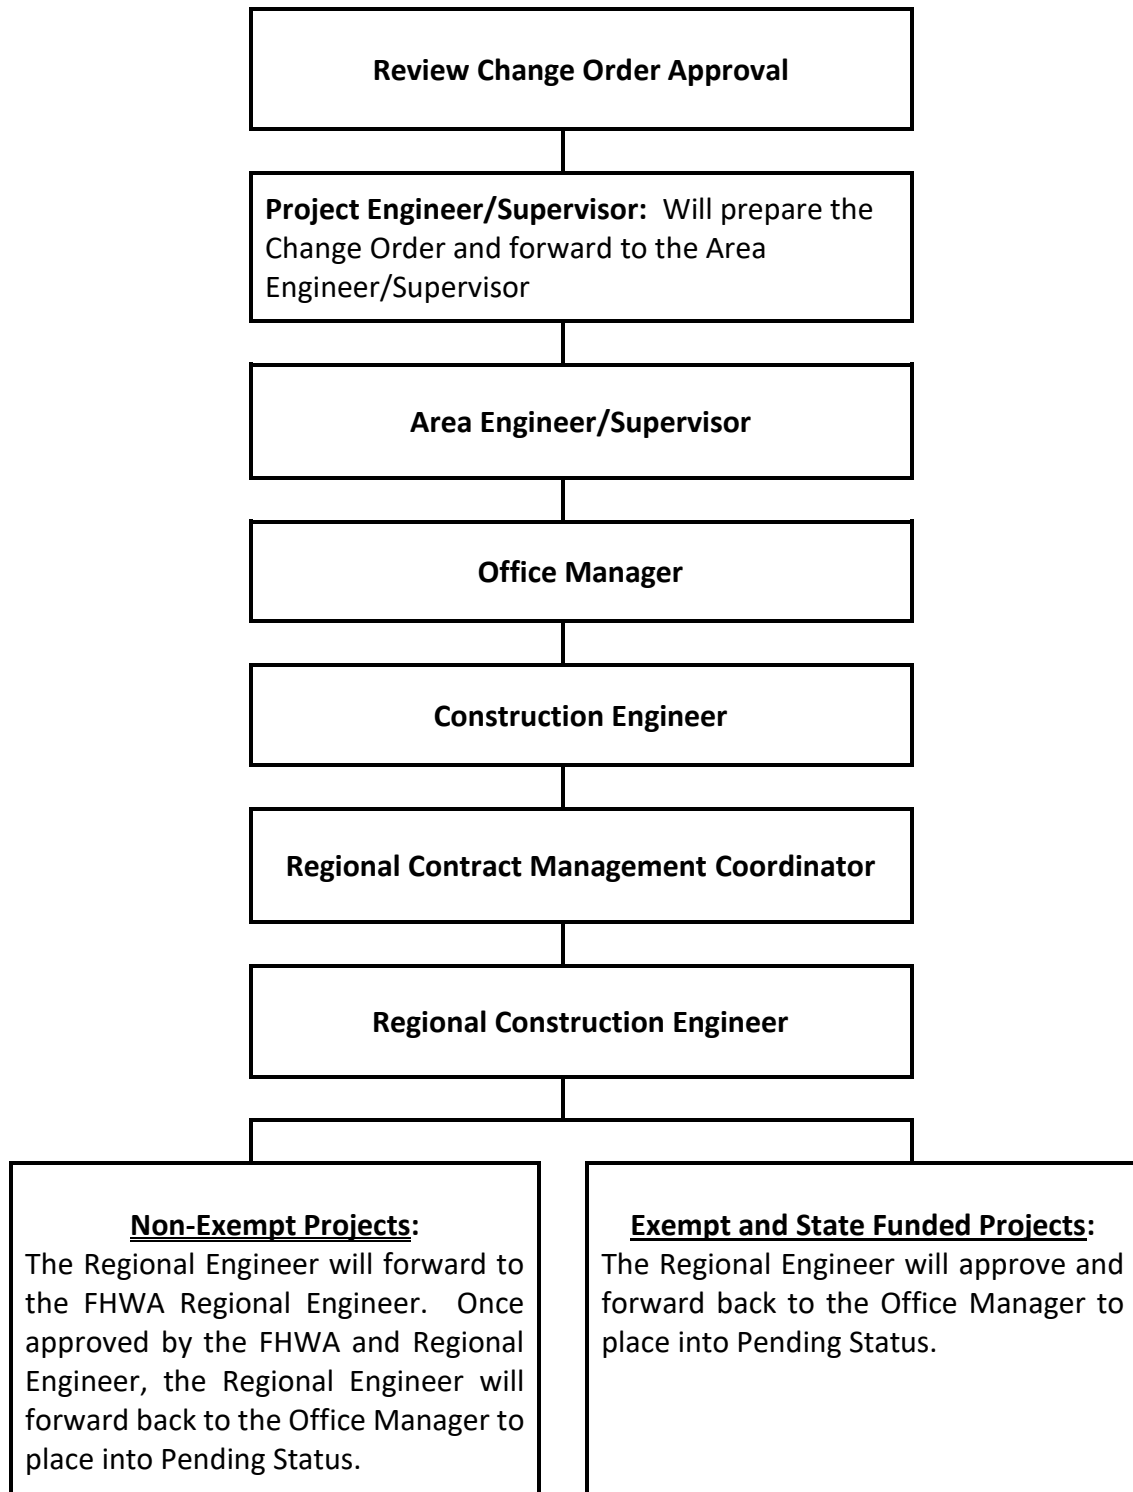 Review Change Order Approval
Project Engineer/Supervisor: Will prepare the
Change Order and forward to the Area
Engineer/Supervisor
Area Engineer/Supervisor
Office Manager
Construction Engineer
Regional Contract Management Coordinator
Regional Construction Engineer
Non-Exempt Projects:
The Regional Engineer will forward to
the FHWA Regional Engineer. Once
approved by the FHWA and Regional
Engineer, the Regional Engineer will
forward back to the Office Manager to
place into Pending Status.
Exempt and State Funded Projects:
The Regional Engineer will approve and
forward back to the Office Manager to
place into Pending Status.